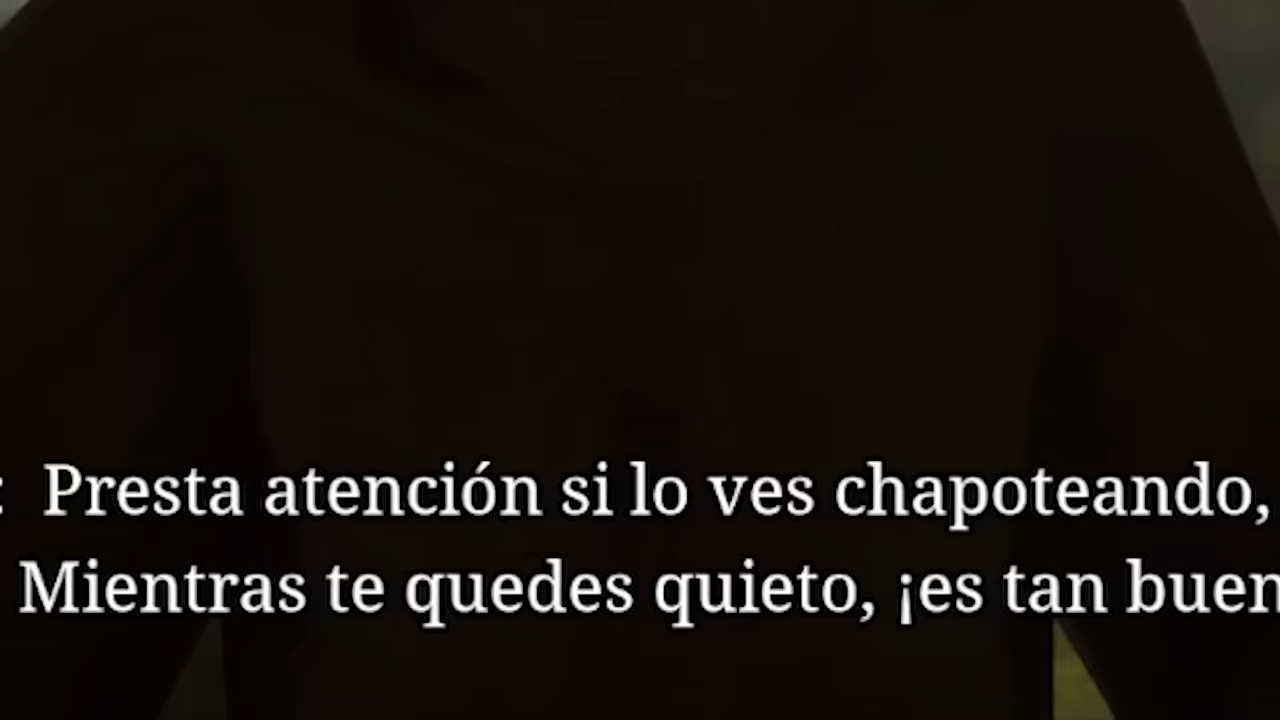 : Presta atención si lo ves chapoteando,
Mientras te quedes quieto, ¡es tan buen